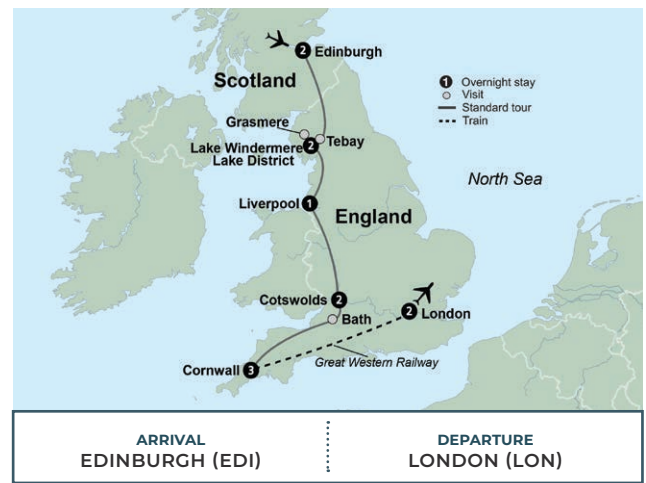 2 Edinburgh
Scotland
1 Overnight stay
Visit
Standard tour
Train
Grasmere
Tebay
Lake Windermere 2
Lake District
North Sea
Liverpool 1
England
Cotswolds 2
2 London
Bath
Great Western Railway
Cornwall 3
ARRIVAL
EDINBURGH (EDI)
DEPARTURE
LONDON (LON)